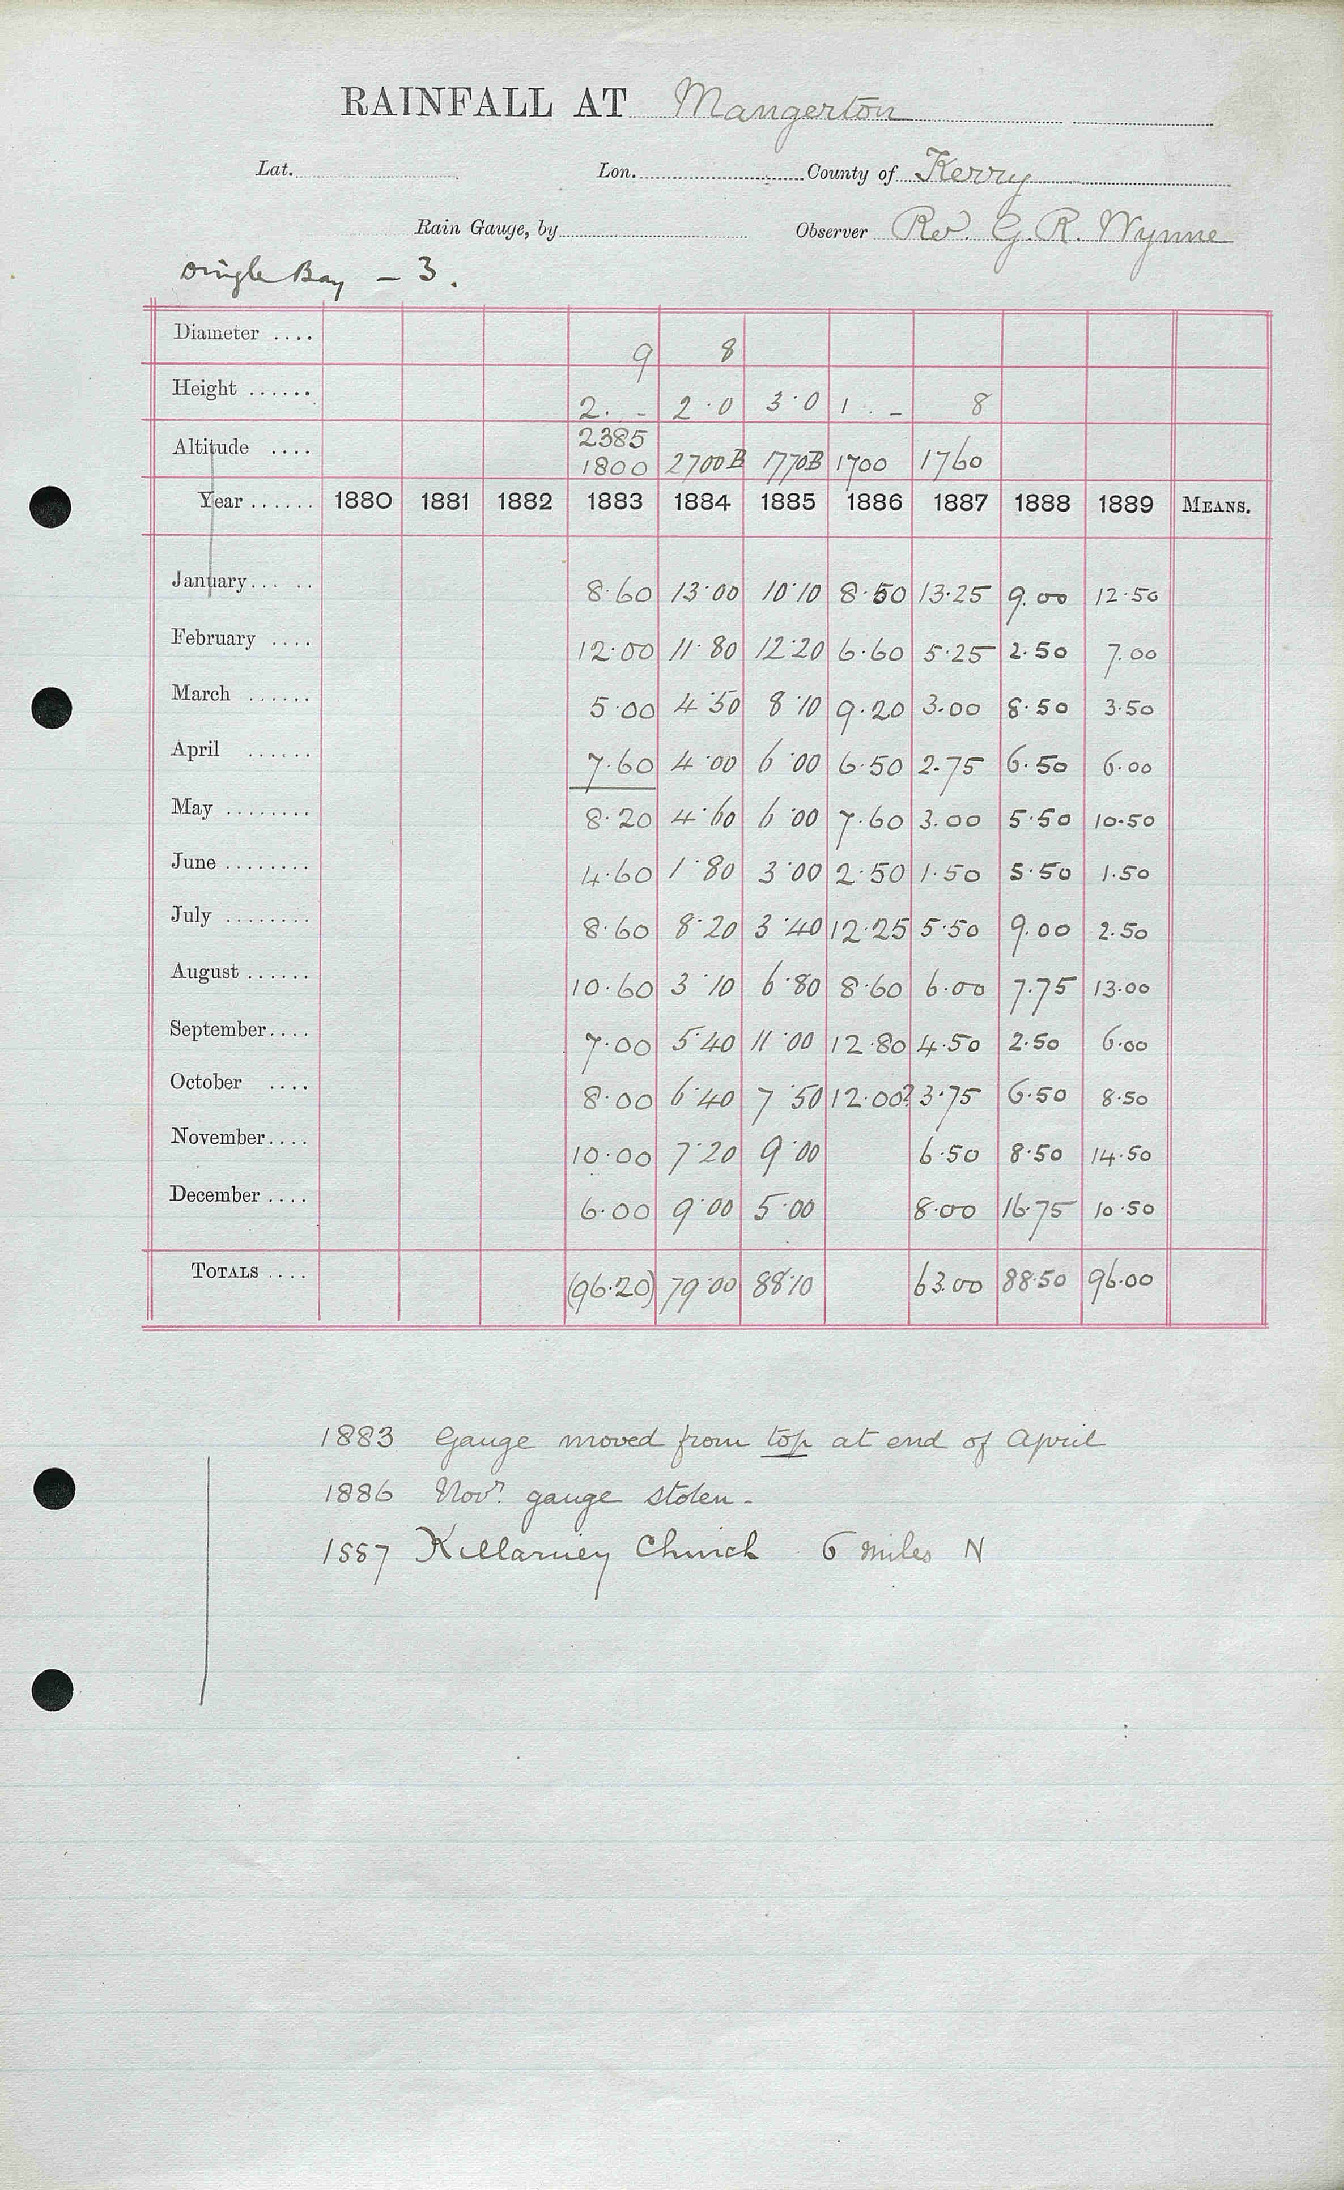 RAINFALL AT Mangerton
Lat. Lon. County of Kerry
Rain Gauge, by Observer Rev. G. R. Wynne
Dingle Bay – 3.
Diameter .... 9 8
Height ...... 2. - 2·0 3·0 1 . - 8
2385
Altitude .... 1800 2700B 1770B 1700 1760
Year ...... 1880 1881 1882 1883 1884 1885 1886 1887 1888 1889 MEANS.
January... .. 8·60 13·00 10·10 8·50 13·25 9.00 12·50
February .... 12·00 11·80 12·20 6·60 5·25 2·50 7.00
March ...... 5·00 4·50 8·10 9·20 3.00 8·50 3·50
April ...... 7·60 4·00 6·00 6·50 2·75 6·50 6·00
May ........ 8·20 4·60 6·00 7·60 3.00 5·50 10·50
June ........ 4·60 1·80 3·00 2·50 1·50 5·50 1·50
July ........ 8·60 8·20 3·40 12·25 5·50 9.00 2·50
August ...... 10·60 3·10 6·80 8·60 6·00 7·75 13·00
September.... 7·00 5·40 11·00 12·80 4·50 2·50 6·00
October .... 8·00 6·40 7·50 12·00? 3·75 6·50 8·50
November.... 10·00 7·20 9·00 6·50 8·50 14·50
December .... 6·00 9·00 5·00 8·00 16·75 10·50
TOTALS .... (96·20) 79·00 88·10 63.00 88·50 96·00
1883 Gauge moved from top at end of April
1886 Novr. gauge stolen -
1887 Killarney Church 6 miles N